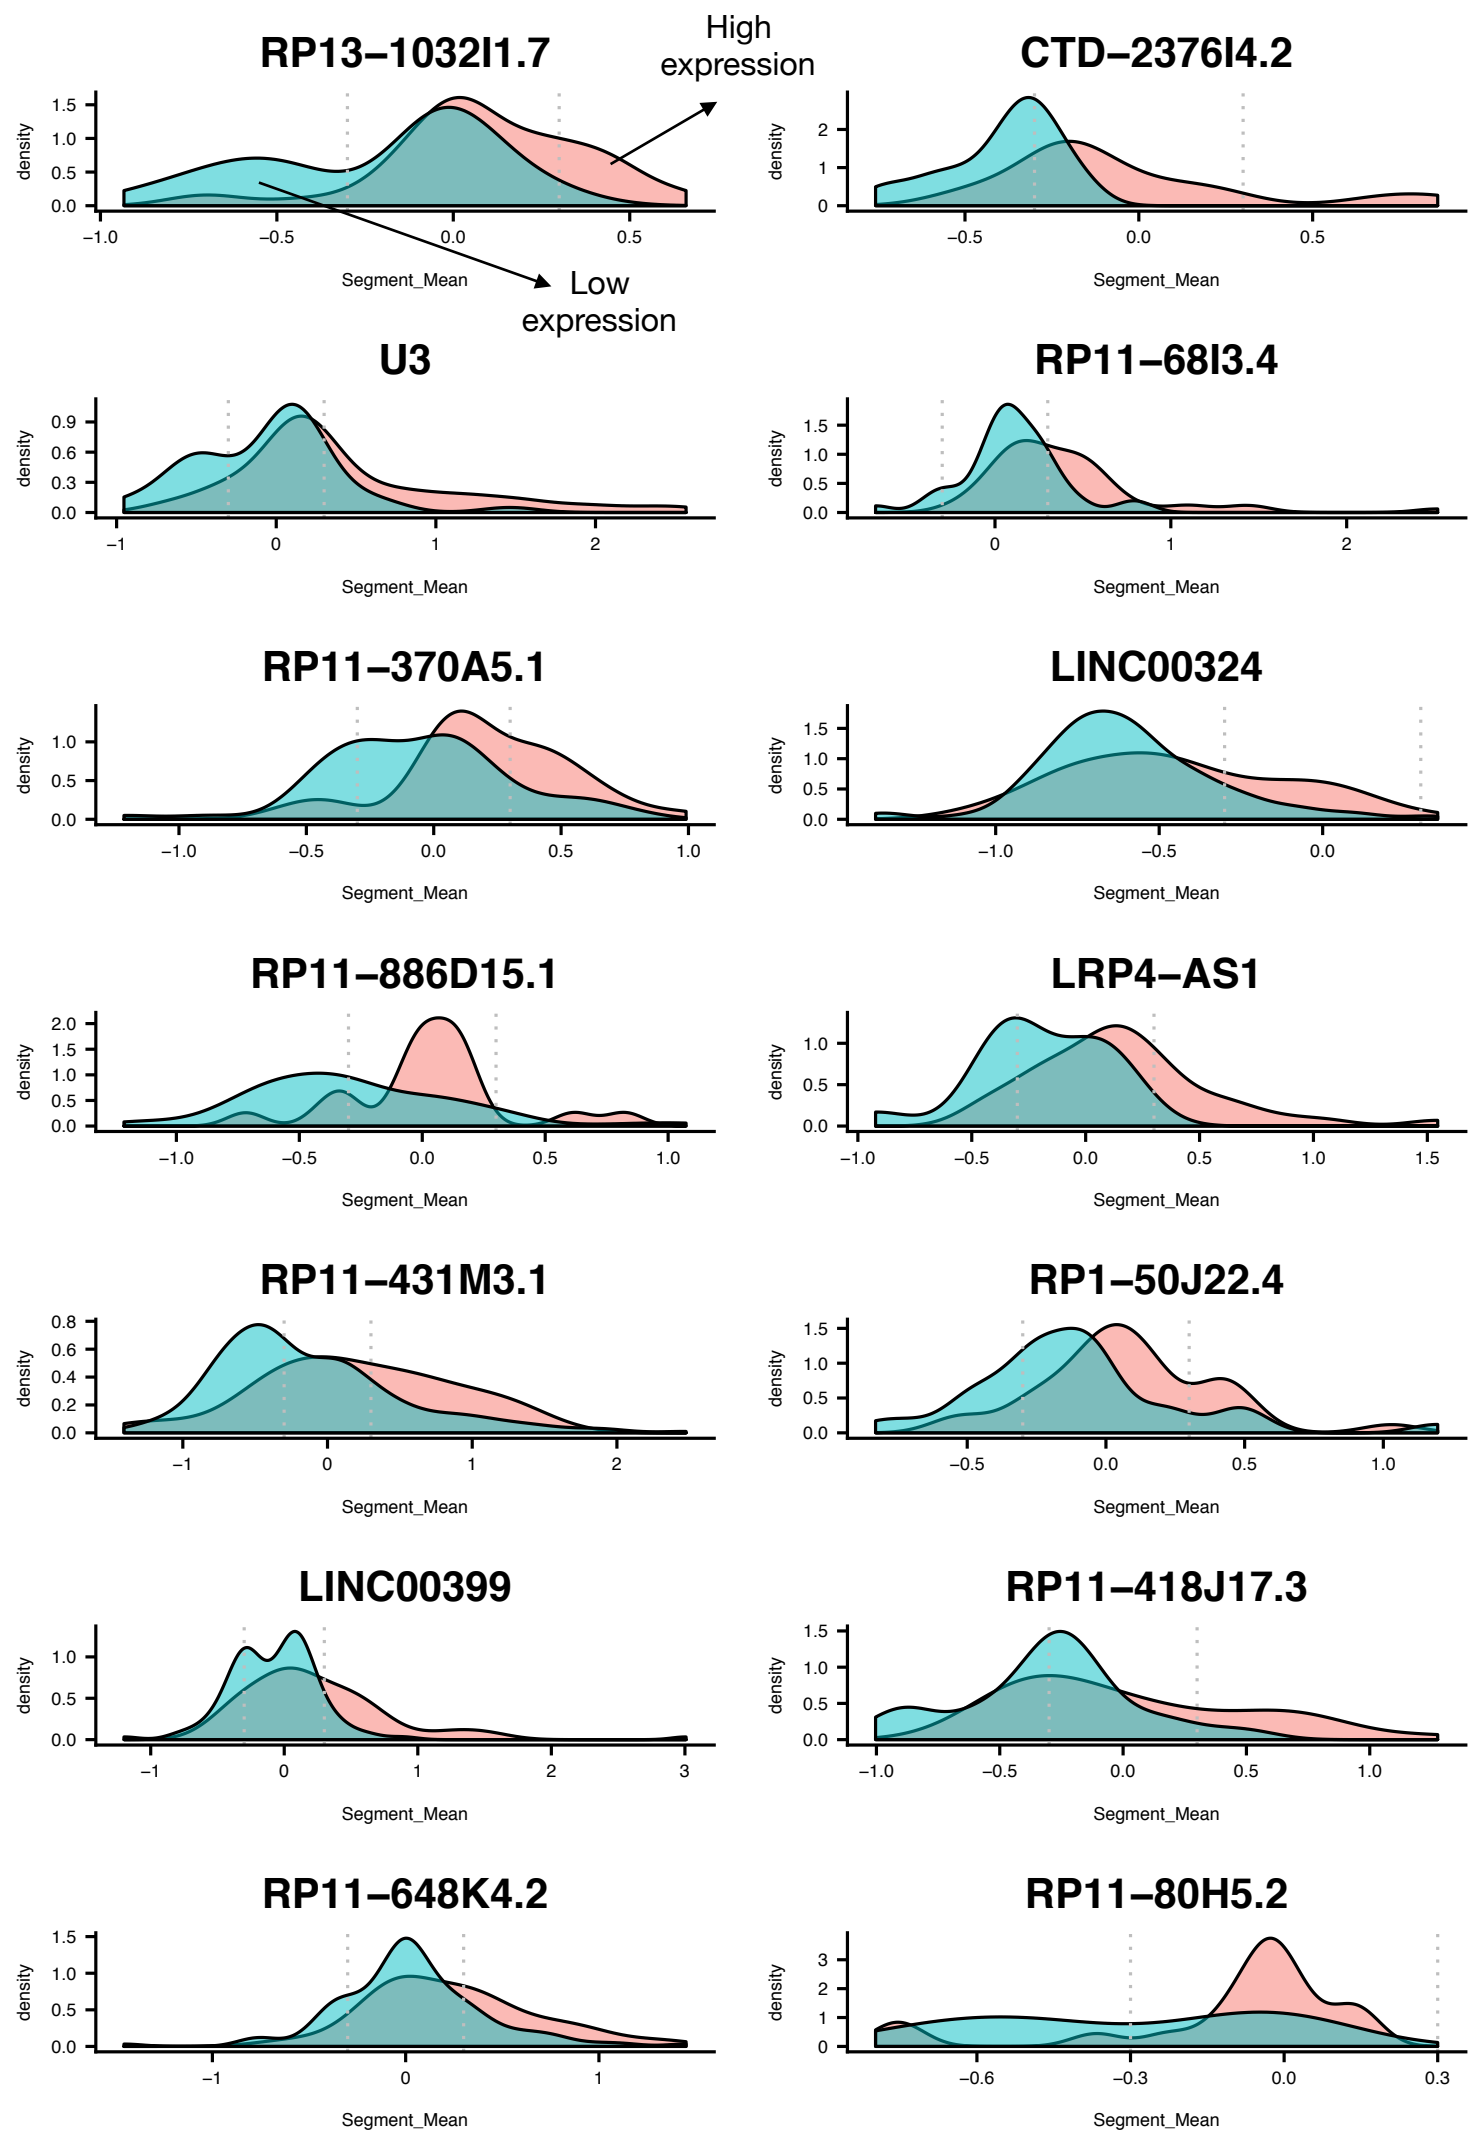 High
expression
RP13−1032I1.7
CTD−2376I4.2
density
1.5
1.0
0.5
0.0
−1.0
−0.5
0.0
0.5
Segment_Mean
density
2
1
0
−0.5
0.0
0.5
Segment_Mean
Low
expression
U3
RP11−68I3.4
density
0.9
0.6
0.3
0.0
−1
0
1
2
Segment_Mean
density
1.5
1.0
0.5
0.0
0
1
2
Segment_Mean
RP11−370A5.1
LINC00324
density
1.0
0.5
0.0
−1.0
−0.5
0.0
0.5
1.0
Segment_Mean
density
1.5
1.0
0.5
0.0
−1.0
−0.5
0.0
Segment_Mean
RP11−886D15.1
LRP4−AS1
density
2.0
1.5
1.0
0.5
0.0
−1.0
−0.5
0.0
0.5
1.0
Segment_Mean
density
1.0
0.5
0.0
−1.0
−0.5
0.0
0.5
1.0
1.5
Segment_Mean
RP11−431M3.1
RP1−50J22.4
density
0.8
0.6
0.4
0.2
0.0
−1
0
1
2
Segment_Mean
density
1.5
1.0
0.5
0.0
−0.5
0.0
0.5
1.0
Segment_Mean
LINC00399
RP11−418J17.3
density
1.0
0.5
0.0
−1
0
1
2
3
Segment_Mean
density
1.5
1.0
0.5
0.0
−1.0
−0.5
0.0
0.5
1.0
Segment_Mean
RP11−648K4.2
RP11−80H5.2
density
1.5
1.0
0.5
0.0
−1
0
1
Segment_Mean
density
3
2
1
0
−0.6
−0.3
0.0
0.3
Segment_Mean